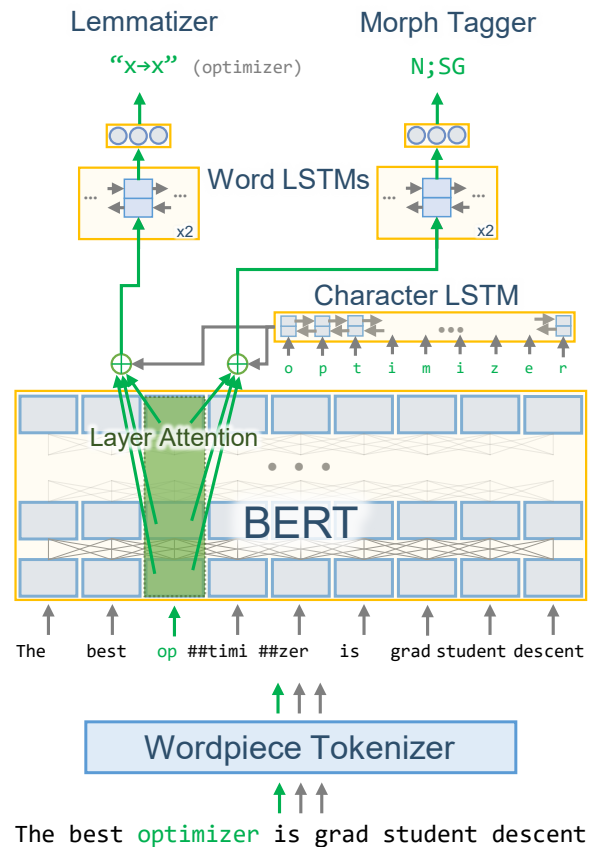 Lemmatizer Morph Tagger
“x→x” (optimizer) N;SG
Word LSTMs
... ... ... ...
x2 x2
Character LSTM
...
o p t i m i z e r
Layer Attention
...
BERT
The best op ##timi ##zer is grad student descent
Wordpiece Tokenizer
The best optimizer is grad student descent